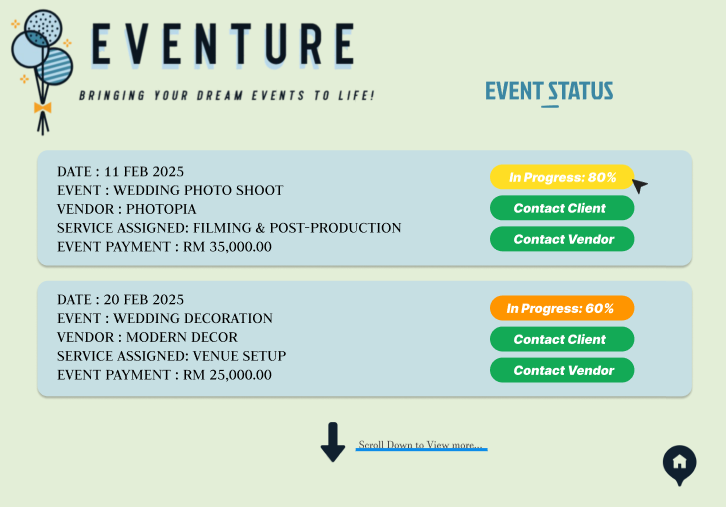 EVENTURE
BRINGING YOUR DREAM EVENTS TO LIFE!
EVENT STATUS
DATE : 11 FEB 2025
EVENT : WEDDING PHOTO SHOOT
VENDOR : PHOTOPIA
SERVICE ASSIGNED: FILMING & POST-PRODUCTION
EVENT PAYMENT : RM 35,000.00
In Progress: 80%
Contact Client
Contact Vendor
DATE : 20 FEB 2025
EVENT : WEDDING DECORATION
VENDOR : MODERN DECOR
SERVICE ASSIGNED: VENUE SETUP
EVENT PAYMENT : RM 25,000.00
In Progress: 60%
Contact Client
Contact Vendor
Scroll Down to View more...